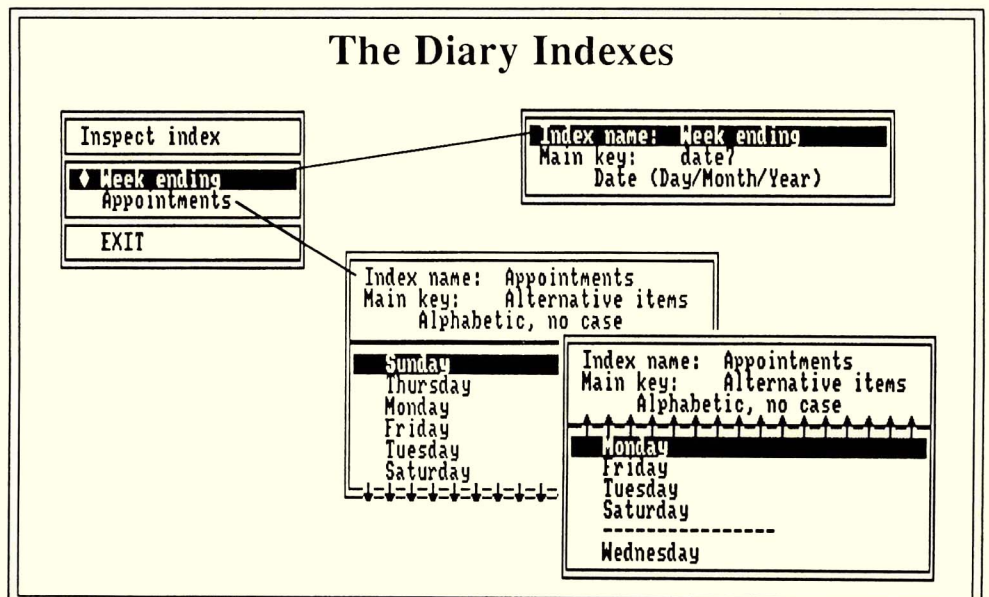 The Diary Indexes
Inspect index
Week ending
Appointments
EXIT
Index name: Week ending
Main key: date?
Date (Day/Month/Year)
Index name: Appointments
Main key: Alternative items
Alphabetic, no case
Sunday
Thursday
Monday
Friday
Tuesday
Saturday
Index name: Appointments
Main key: Alternative items
Alphabetic, no case
Monday
Friday
Tuesday
Saturday
----------------
Wednesday